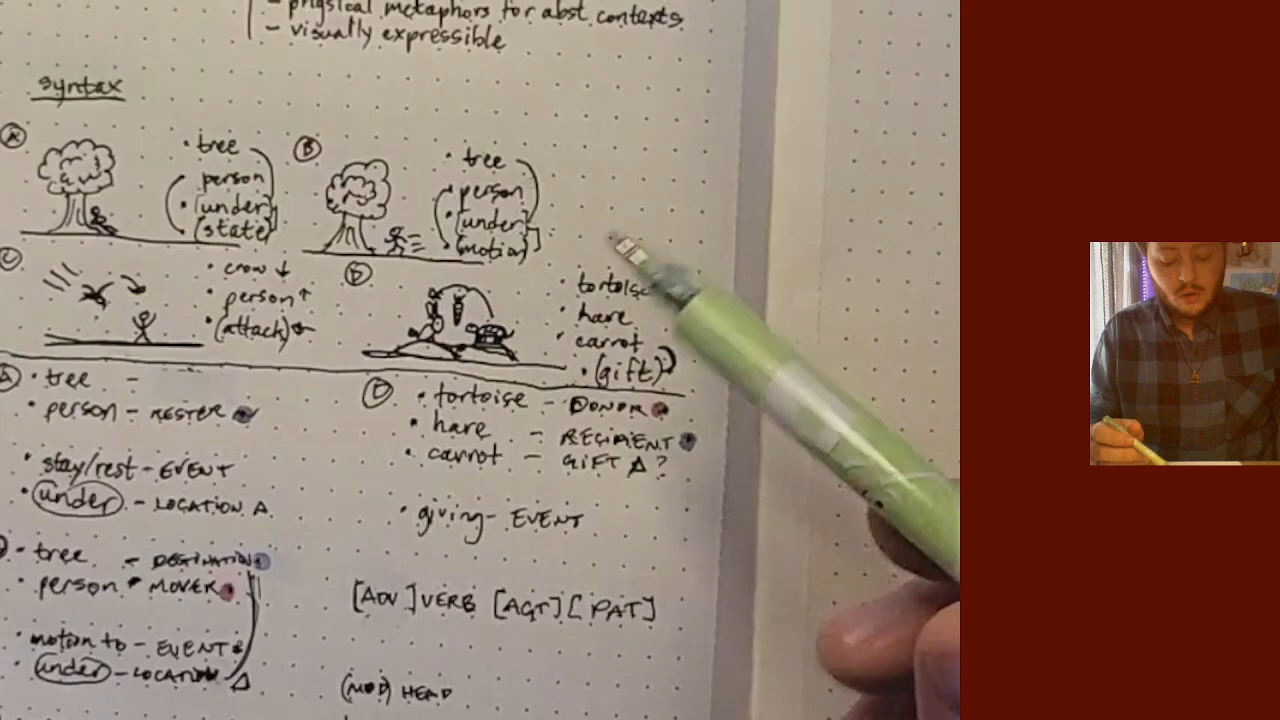 - physical metaphors for abst contexts
- visually expressible
syntax
A
• tree
person
• [under]
(state)
B
• tree
• person
• [under]
• (motion)
C
• crow ↓
• person ↑
• (attack) ←
D
• tortoise
• hare
• carrot
• (gift)
A • tree -
• person - RESTER
• stay/rest - EVENT
• under - LOCATION Δ
D • tortoise - DONOR
• hare - RECIPIENT
• carrot - GIFT Δ?
• giving - EVENT
• tree - DESTINATION
• person - MOVER
• motion to - EVENT
• under - LOCATION Δ
[ADV] VERB [AGT] [PAT]
(MOD) HEAD